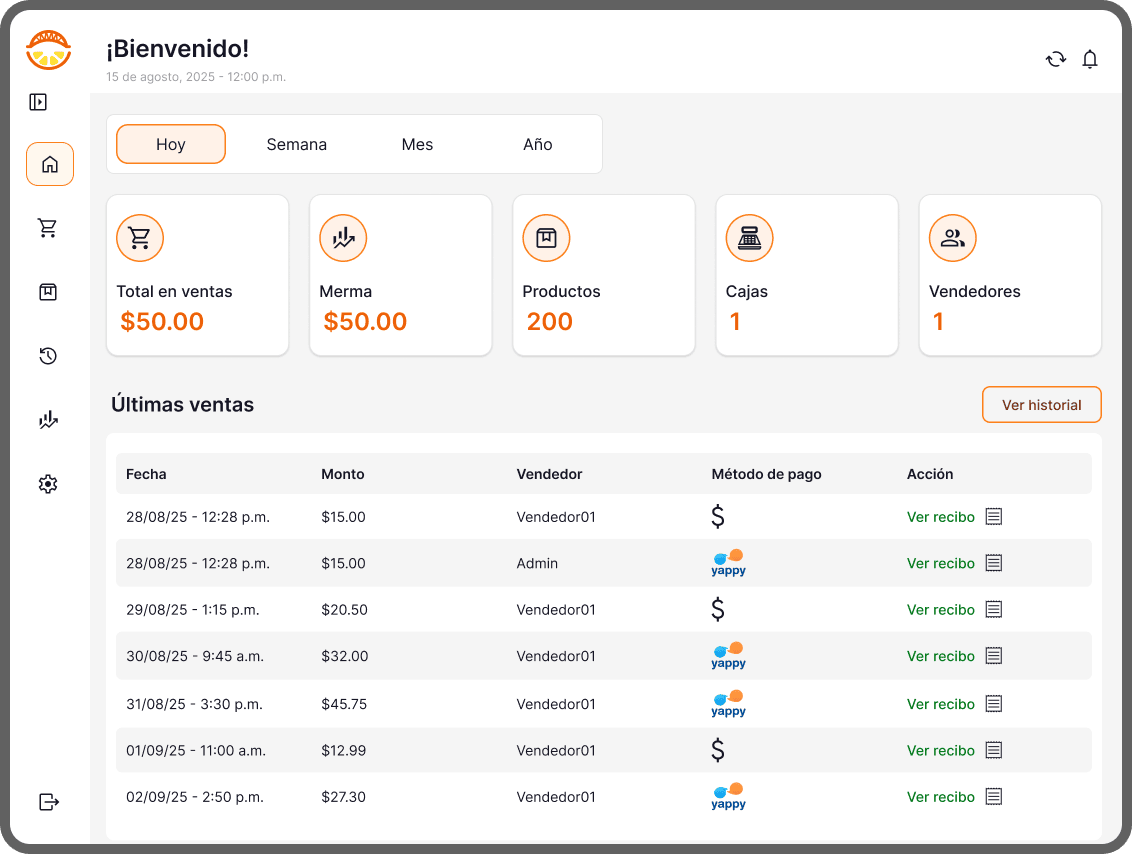 ¡Bienvenido!
15 de agosto, 2025 - 12:00 p.m.
Hoy Semana Mes Año
Total en ventas Merma Productos Cajas Vendedores
$50.00 $50.00 200 1 1
Últimas ventas Ver historial
Fecha Monto Vendedor Método de pago Acción
28/08/25 - 12:28 p.m. $15.00 Vendedor01 $ Ver recibo
28/08/25 - 12:28 p.m. $15.00 Admin yappy Ver recibo
29/08/25 - 1:15 p.m. $20.50 Vendedor01 $ Ver recibo
30/08/25 - 9:45 a.m. $32.00 Vendedor01 yappy Ver recibo
31/08/25 - 3:30 p.m. $45.75 Vendedor01 yappy Ver recibo
01/09/25 - 11:00 a.m. $12.99 Vendedor01 $ Ver recibo
02/09/25 - 2:50 p.m. $27.30 Vendedor01 yappy Ver recibo